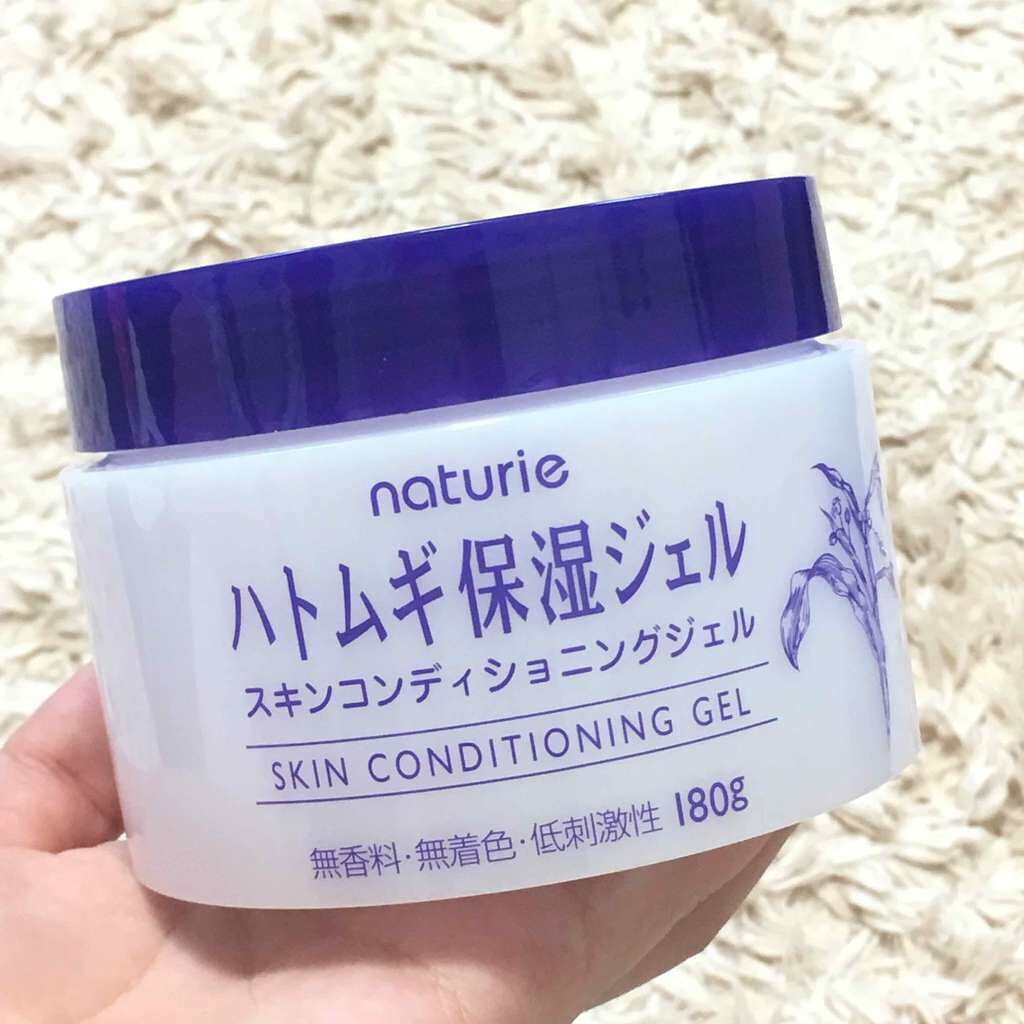 naturie
ハトムギ保湿ジェル
スキンコンディショニングジェル
SKIN CONDITIONING GEL
無香料・無着色・低刺激性 180g